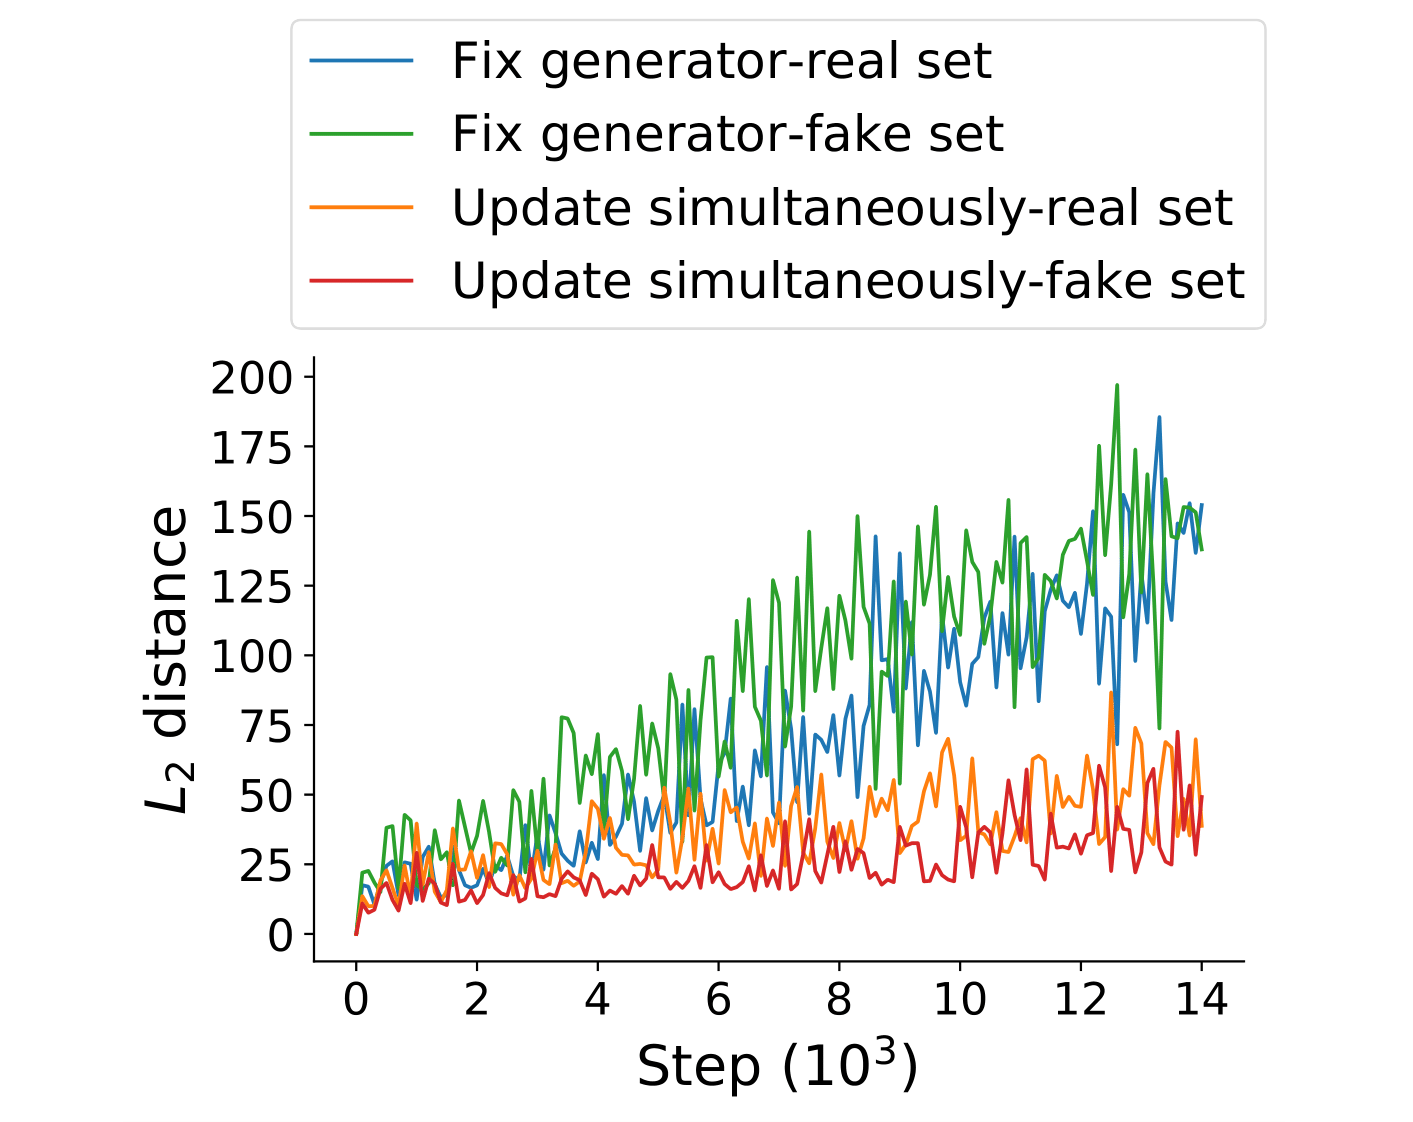 Fix generator-real set
Fix generator-fake set
Update simultaneously-real set
Update simultaneously-fake set
200
175
150
125
100
75
50
25
0
L₂ distance
0 2 4 6 8 10 12 14
Step (10³)